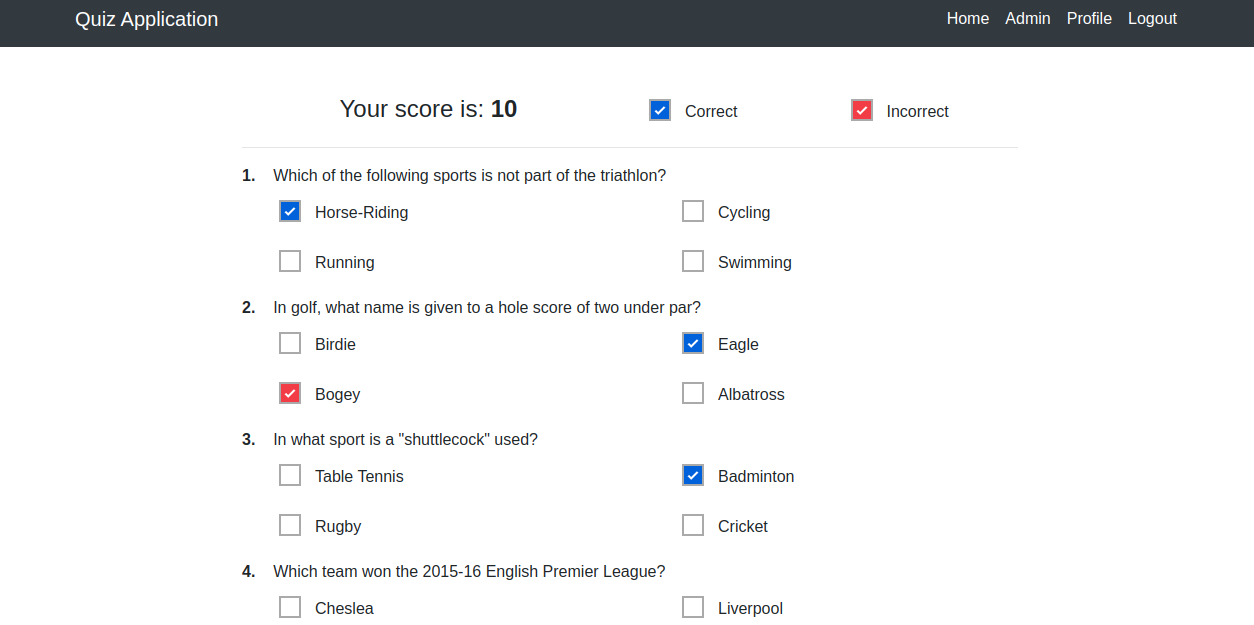 Quiz Application Home Admin Profile Logout
Your score is: 10 Correct Incorrect
1. Which of the following sports is not part of the triathlon?
Horse-Riding Cycling
Running Swimming
2. In golf, what name is given to a hole score of two under par?
Birdie Eagle
Bogey Albatross
3. In what sport is a "shuttlecock" used?
Table Tennis Badminton
Rugby Cricket
4. Which team won the 2015-16 English Premier League?
Cheslea Liverpool